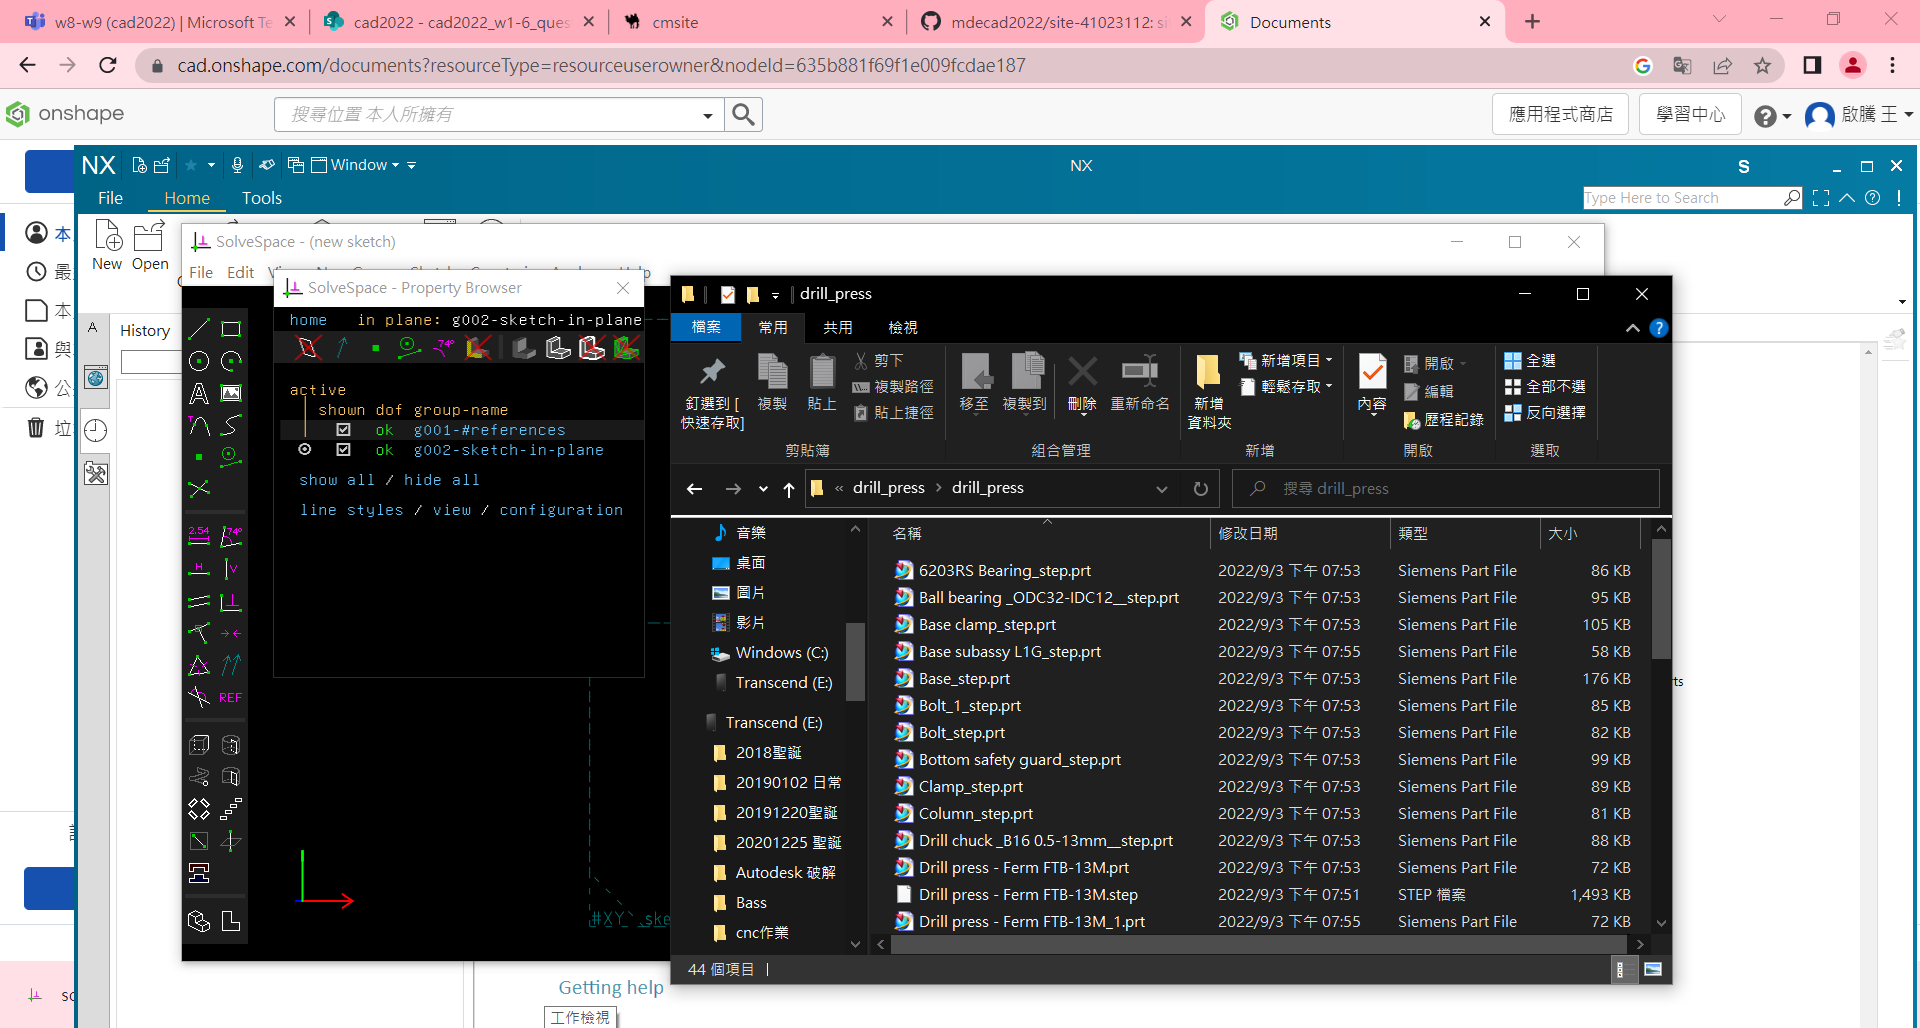 w8-w9 (cad2022) | Microsoft Te
cad2022 - cad2022_w1-6_ques
cmsite
mdecad2022/site-41023112: si
Documents
cad.onshape.com/documents?resourceType=resourceuserowner&nodeId=635b881f69f1e009fcdae187
onshape
搜尋位置 本人所擁有
應用程式商店
學習中心
啟騰 王
NX
Window
NX
S
File
Home
Tools
Type Here to Search
New
Open
本
最
本
與
公
垃
A
History
SolveSpace - (new sketch)
File
Edit
Help
SolveSpace - Property Browser
home in plane: g002-sketch-in-plane
active
shown dof group-name
ok g001-#references
ok g002-sketch-in-plane
show all / hide all
line styles / view / configuration
2.54
74°
H
V
REF
#XY
ske
drill_press
檔案
常用
共用
檢視
釘選到 [
快速存取]
複製
貼上
剪下
複製路徑
貼上捷徑
剪貼簿
移至
複製到
刪除
重新命名
組合管理
新增
資料夾
新增項目
輕鬆存取
新增
內容
開啟
編輯
歷程記錄
開啟
全選
全部不選
反向選擇
選取
« drill_press › drill_press
搜尋 drill_press
音樂
桌面
圖片
影片
Windows (C:)
Transcend (E:)
Transcend (E:)
2018聖誕
20190102 日常
20191220聖誕
20201225 聖誕
Autodesk 破解
Bass
cnc作業
名稱 修改日期 類型 大小
6203RS Bearing_step.prt 2022/9/3 下午 07:53 Siemens Part File 86 KB
Ball bearing _ODC32-IDC12__step.prt 2022/9/3 下午 07:53 Siemens Part File 95 KB
Base clamp_step.prt 2022/9/3 下午 07:53 Siemens Part File 105 KB
Base subassy L1G_step.prt 2022/9/3 下午 07:55 Siemens Part File 58 KB
Base_step.prt 2022/9/3 下午 07:53 Siemens Part File 176 KB
Bolt_1_step.prt 2022/9/3 下午 07:53 Siemens Part File 85 KB
Bolt_step.prt 2022/9/3 下午 07:53 Siemens Part File 82 KB
Bottom safety guard_step.prt 2022/9/3 下午 07:53 Siemens Part File 99 KB
Clamp_step.prt 2022/9/3 下午 07:53 Siemens Part File 89 KB
Column_step.prt 2022/9/3 下午 07:53 Siemens Part File 81 KB
Drill chuck _B16 0.5-13mm__step.prt 2022/9/3 下午 07:53 Siemens Part File 88 KB
Drill press - Ferm FTB-13M.prt 2022/9/3 下午 07:53 Siemens Part File 72 KB
Drill press - Ferm FTB-13M.step 2022/9/3 下午 07:51 STEP 檔案 1,493 KB
Drill press - Ferm FTB-13M_1.prt 2022/9/3 下午 07:55 Siemens Part File 72 KB
44 個項目
rts
so
Getting help
工作檢視